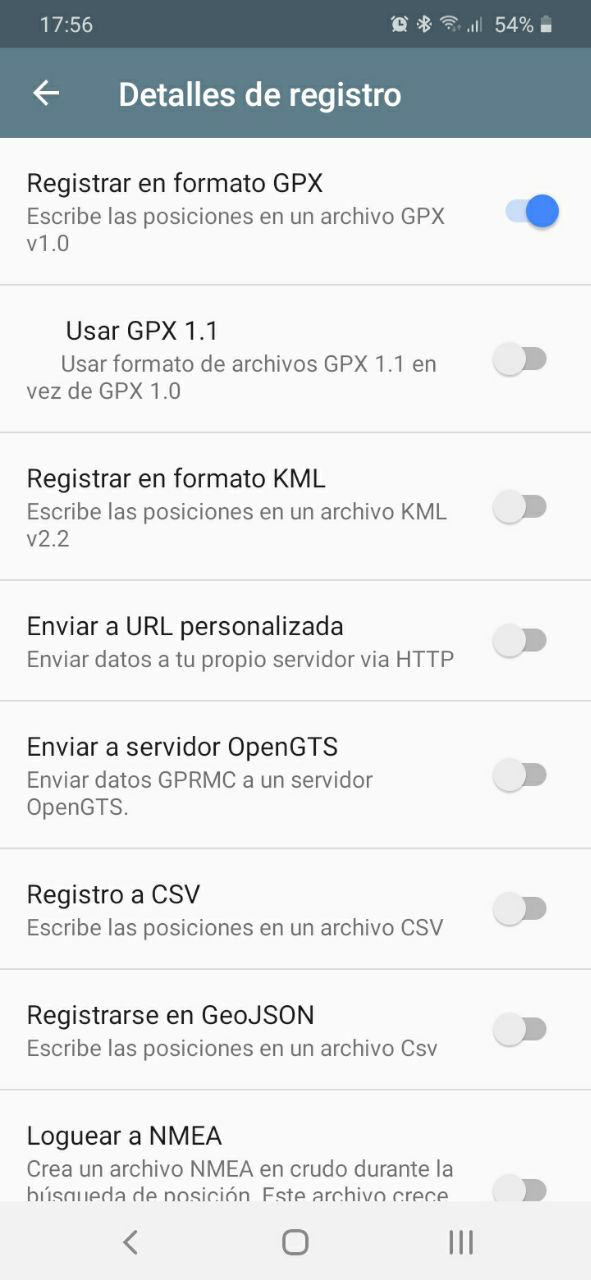 17:56
54%
Detalles de registro
Registrar en formato GPX
Escribe las posiciones en un archivo GPX
v1.0
Usar GPX 1.1
Usar formato de archivos GPX 1.1 en
vez de GPX 1.0
Registrar en formato KML
Escribe las posiciones en un archivo KML
v2.2
Enviar a URL personalizada
Enviar datos a tu propio servidor via HTTP
Enviar a servidor OpenGTS
Enviar datos GPRMC a un servidor
OpenGTS.
Registro a CSV
Escribe las posiciones en un archivo CSV
Registrarse en GeoJSON
Escribe las posiciones en un archivo Csv
Loguear a NMEA
Crea un archivo NMEA en crudo durante la
búsqueda de posición. Este archivo crece